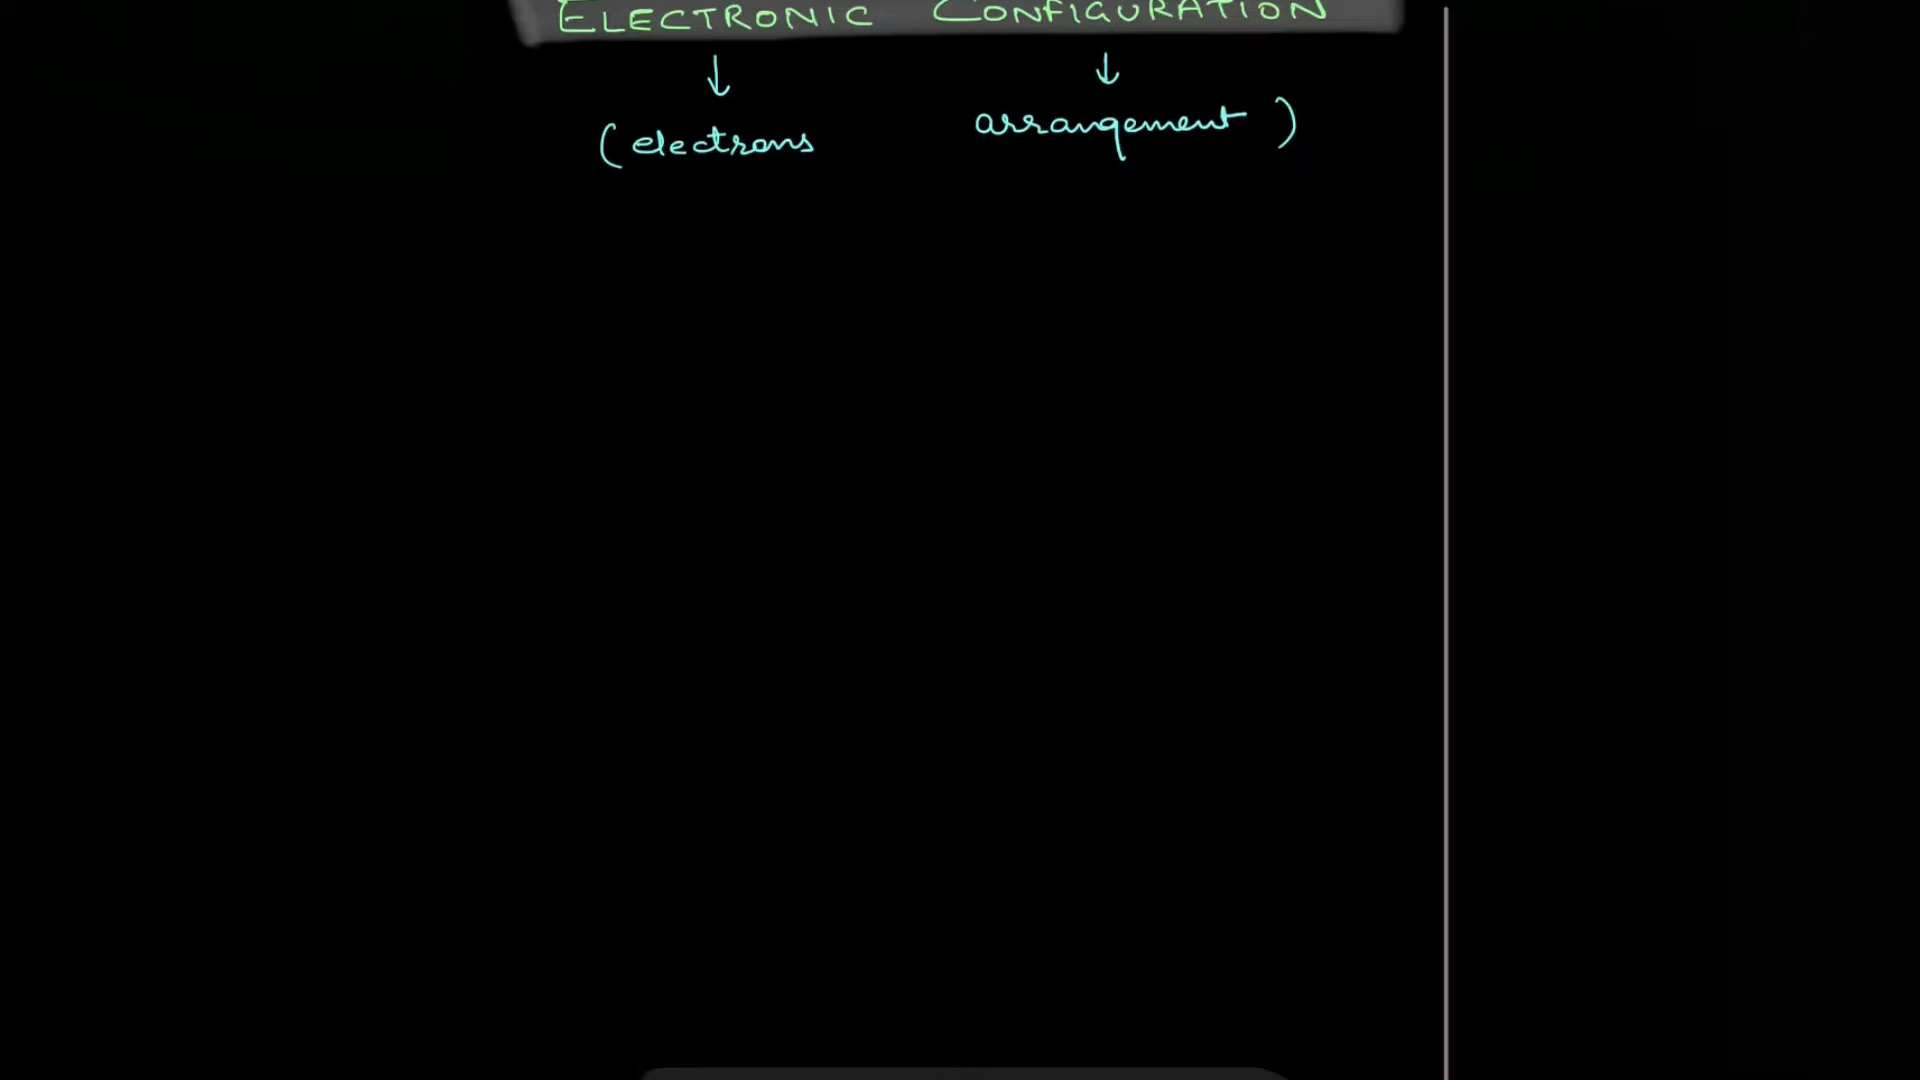 ELECTRONIC CONFIGURATION
↓ ↓
(electrons arrangement)